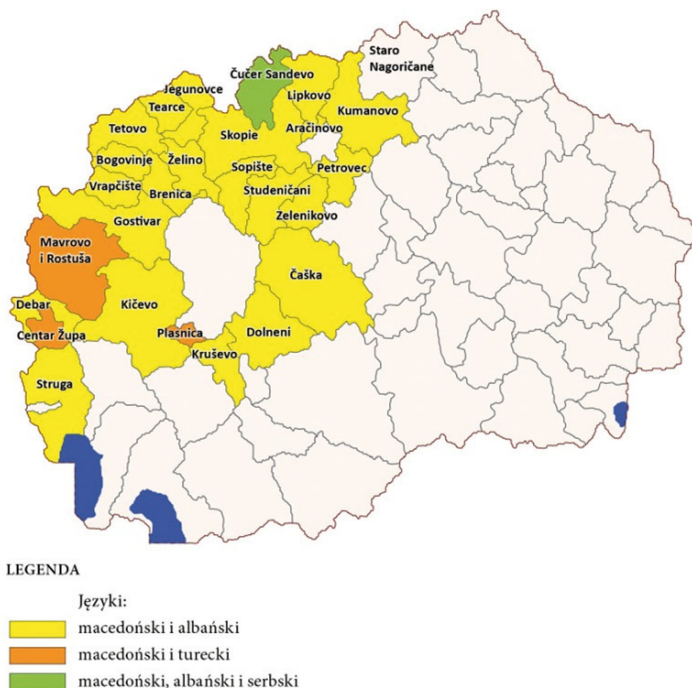 Staro
Nagoričane
Čučer Sandevo
Jegunovce
Lipkovo
Tearce
Kumanovo
Tetovo
Skopie
Aračinovo
Bogovinje
Želino
Sopište
Petrovec
Vrapčište
Brenica
Studeničani
Gostivar
Zelenikovo
Mavrovo
i Rostuša
Čaška
Debar
Kičevo
Centar Župa
Plasnica
Dolneni
Kruševo
Struga
LEGENDA
Języki:
macedoński i albański
macedoński i turecki
macedoński, albański i serbski